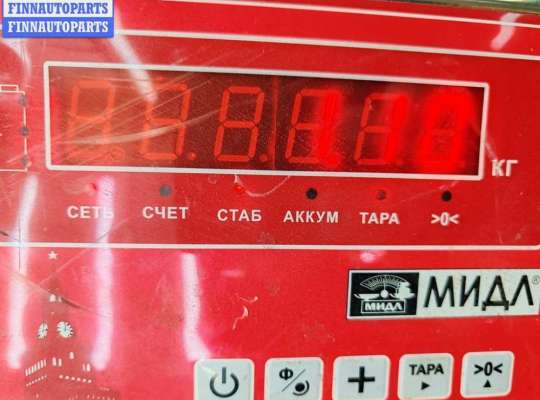 FINNAUTOPARTS
FINNAUTOPARTS
КГ
СЕТЬ СЧЕТ СТАБ АККУМ ТАРА >0<
МИДЛ МИДЛ®
Ф + ТАРА >0<